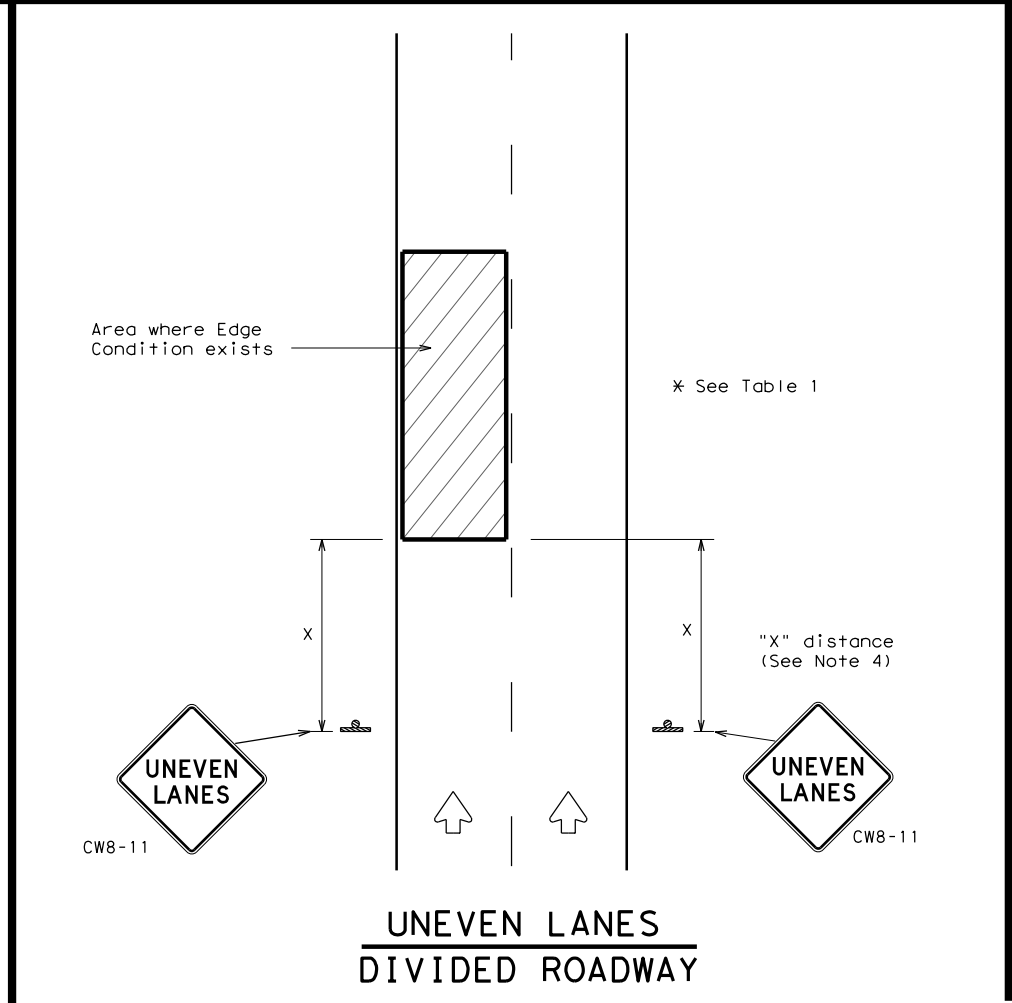 Area where Edge
Condition exists
* See Table 1
X
X
"X" distance
(See Note 4)
UNEVEN
LANES
CW8-11
UNEVEN
LANES
CW8-11
UNEVEN LANES
DIVIDED ROADWAY